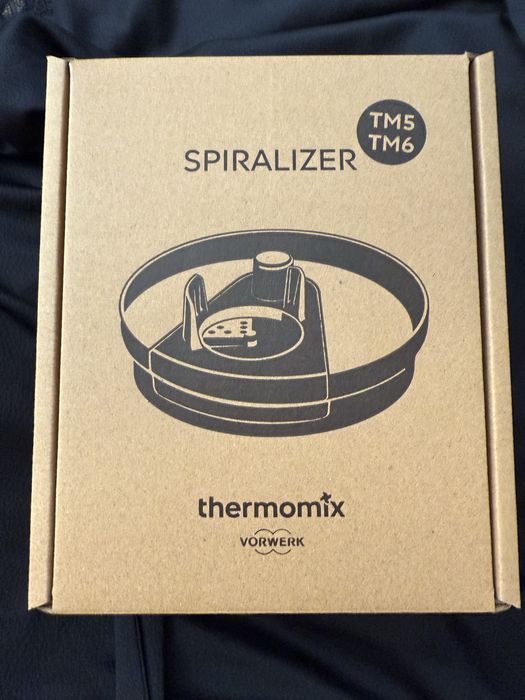 TM5
TM6
SPIRALIZER
thermomix
VORWERK